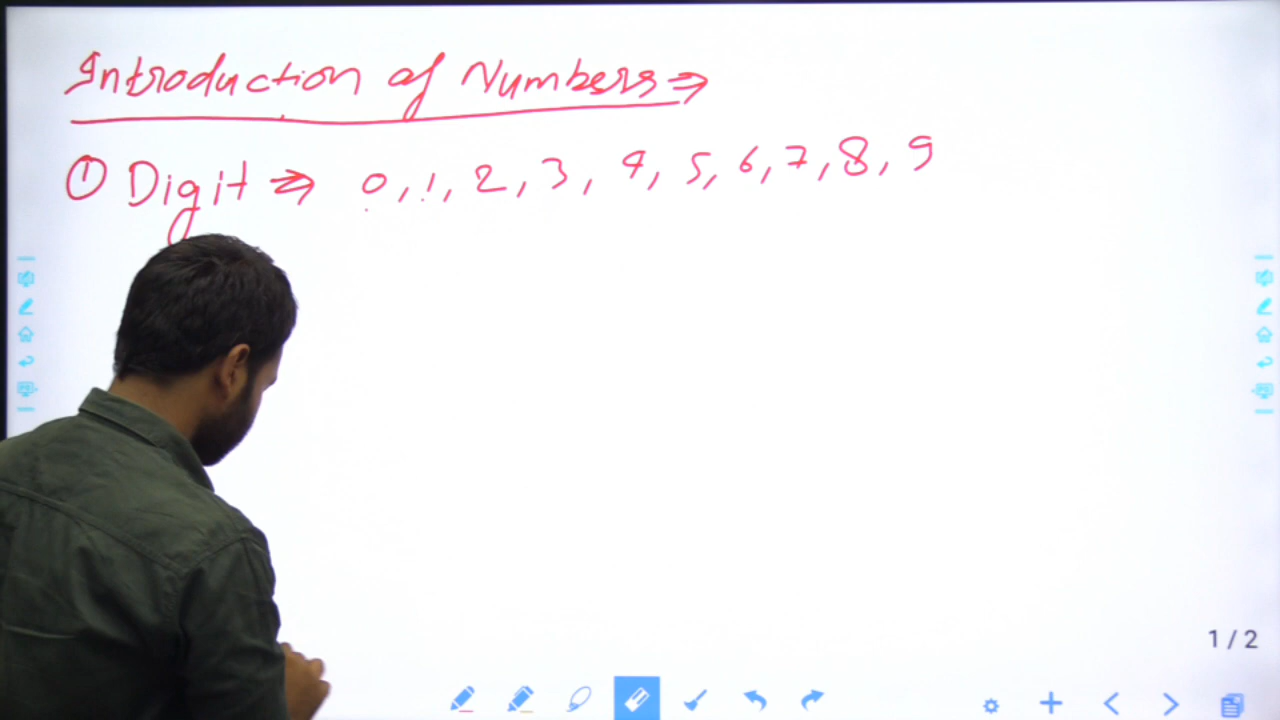 Introduction of Numbers ⇒
① Digit ⇒ 0, 1, 2, 3, 4, 5, 6, 7, 8, 9
1 / 2